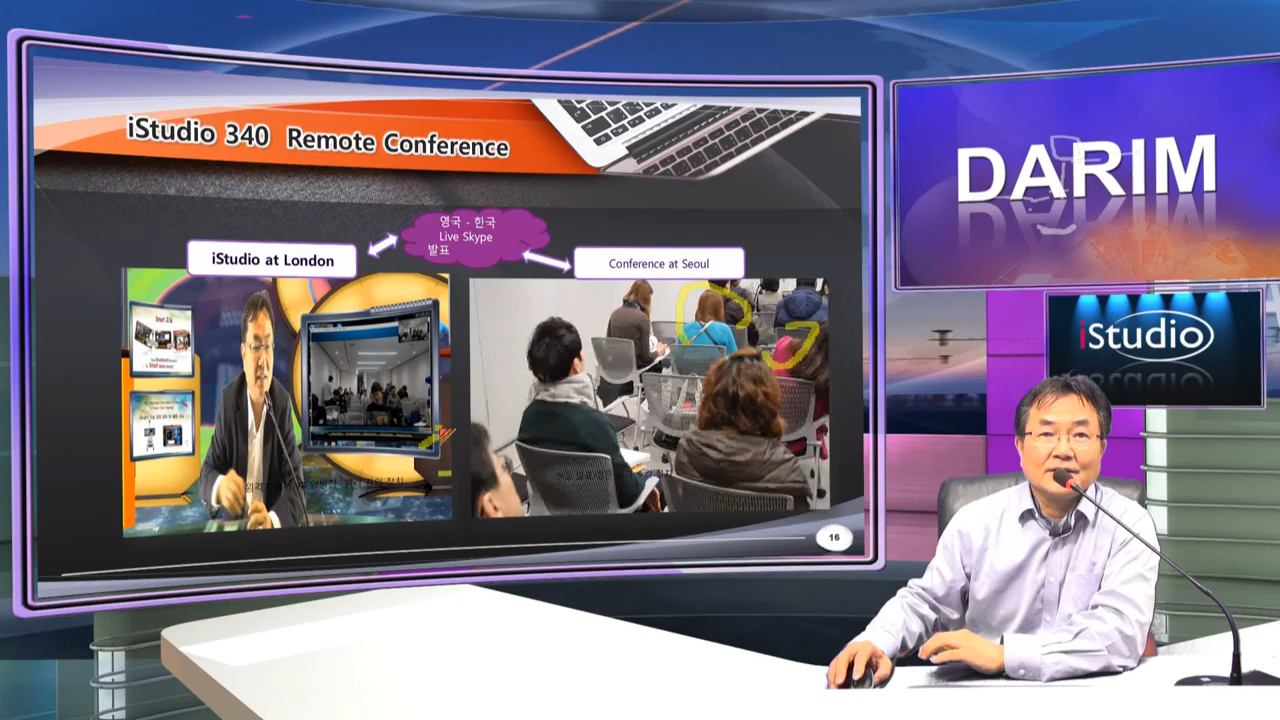 iStudio 340 Remote Conference
영국 - 한국
Live Skype
발표
iStudio at London
Conference at Seoul
16
DARIM
iStudio